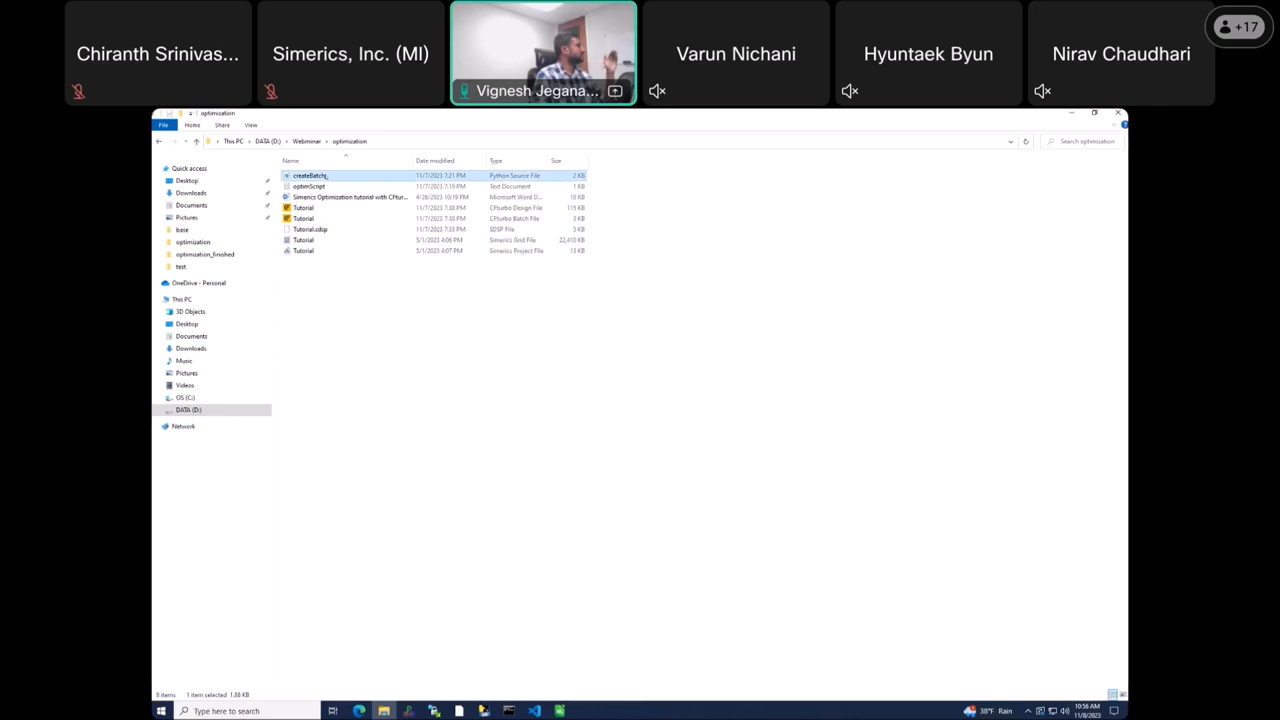 Chiranth Srinivas...
Simerics, Inc. (MI)
Vignesh Jegana...
Varun Nichani
Hyuntaek Byun
Nirav Chaudhari
+17
optimization
File Home Share View
This PC > DATA (D:) > Webminer > optimization
Search optimization
Name Date modified Type Size
Quick access
Desktop
Downloads
Documents
Pictures
base
optimization
optimization_finished
test
OneDrive - Personal
This PC
3D Objects
Desktop
Documents
Downloads
Music
Pictures
Videos
OS (C:)
DATA (D:)
Network
createBatch 11/7/2023 7:21 PM Python Source File 2 KB
optimScript 11/7/2023 7:19 PM Text Document 1 KB
Simerics Optimization tutorial with CFtur... 4/26/2023 10:19 PM Microsoft Word D... 18 KB
Tutorial 11/7/2023 7:38 PM CFturbo Design File 115 KB
Tutorial 11/7/2023 7:38 PM CFturbo Batch File 3 KB
Tutorial.sdsp 11/7/2023 7:33 PM SDSP File 5 KB
Tutorial 5/1/2023 4:06 PM Simerics Grid File 22,410 KB
Tutorial 5/1/2023 4:07 PM Simerics Project File 13 KB
8 items 1 item selected 1.88 KB
Type here to search
38°F Rain
10:56 AM
11/8/2023